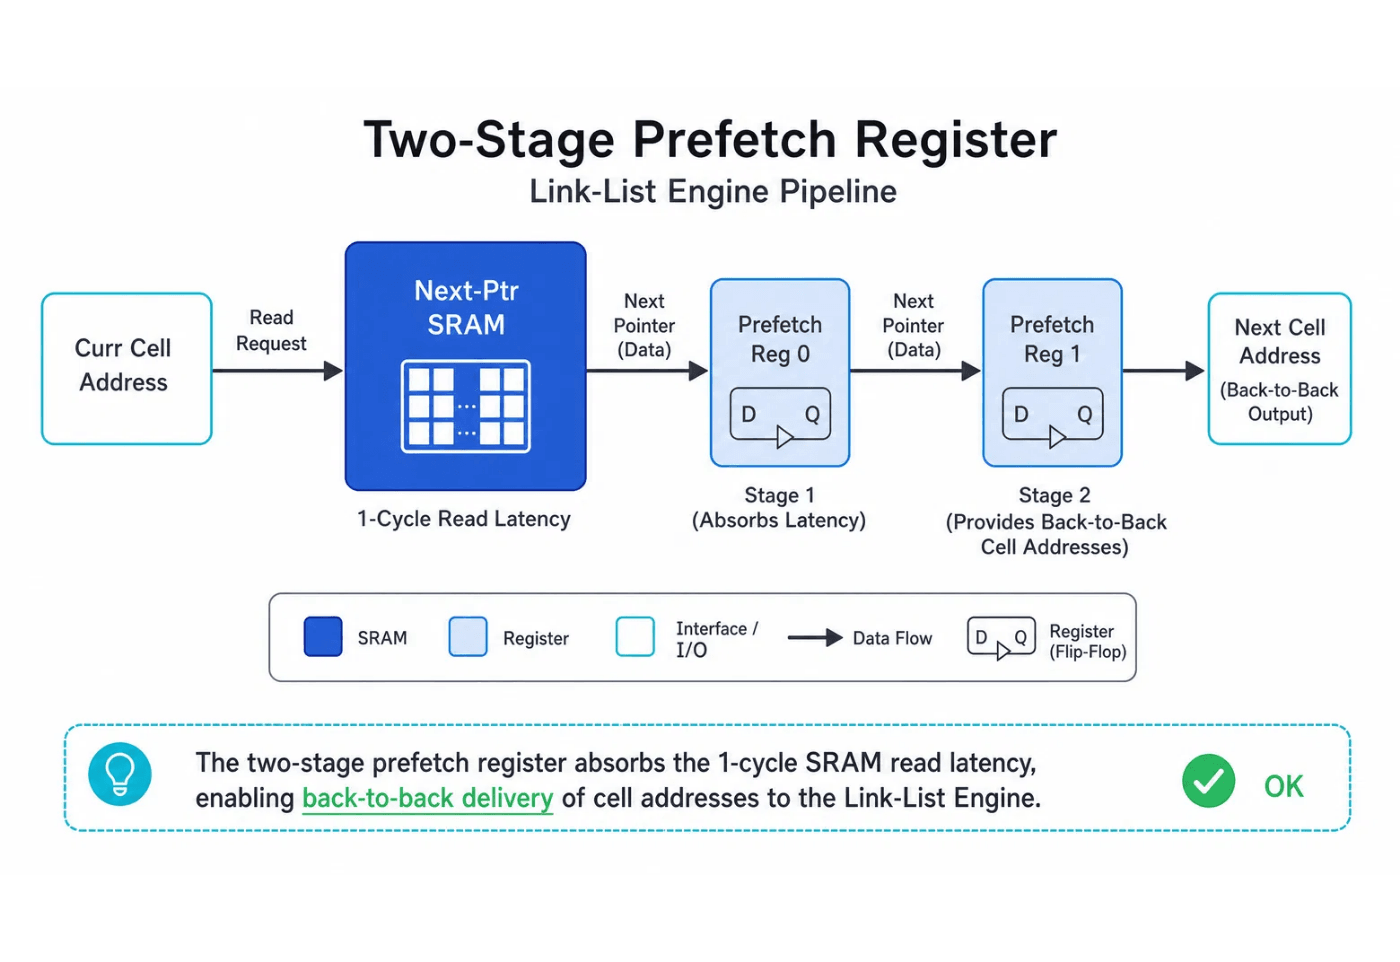 Two-Stage Prefetch Register
Link-List Engine Pipeline
Curr Cell
Address
Read
Request
Next-Ptr
SRAM
...
...
1-Cycle Read Latency
Next
Pointer
(Data)
Prefetch
Reg 0
D Q
Stage 1
(Absorbs Latency)
Next
Pointer
(Data)
Prefetch
Reg 1
D Q
Stage 2
(Provides Back-to-Back
Cell Addresses)
Next Cell
Address
(Back-to-Back
Output)
SRAM
Register
Interface /
I/O
Data Flow
D Q
Register
(Flip-Flop)
The two-stage prefetch register absorbs the 1-cycle SRAM read latency,
enabling back-to-back delivery of cell addresses to the Link-List Engine.
OK